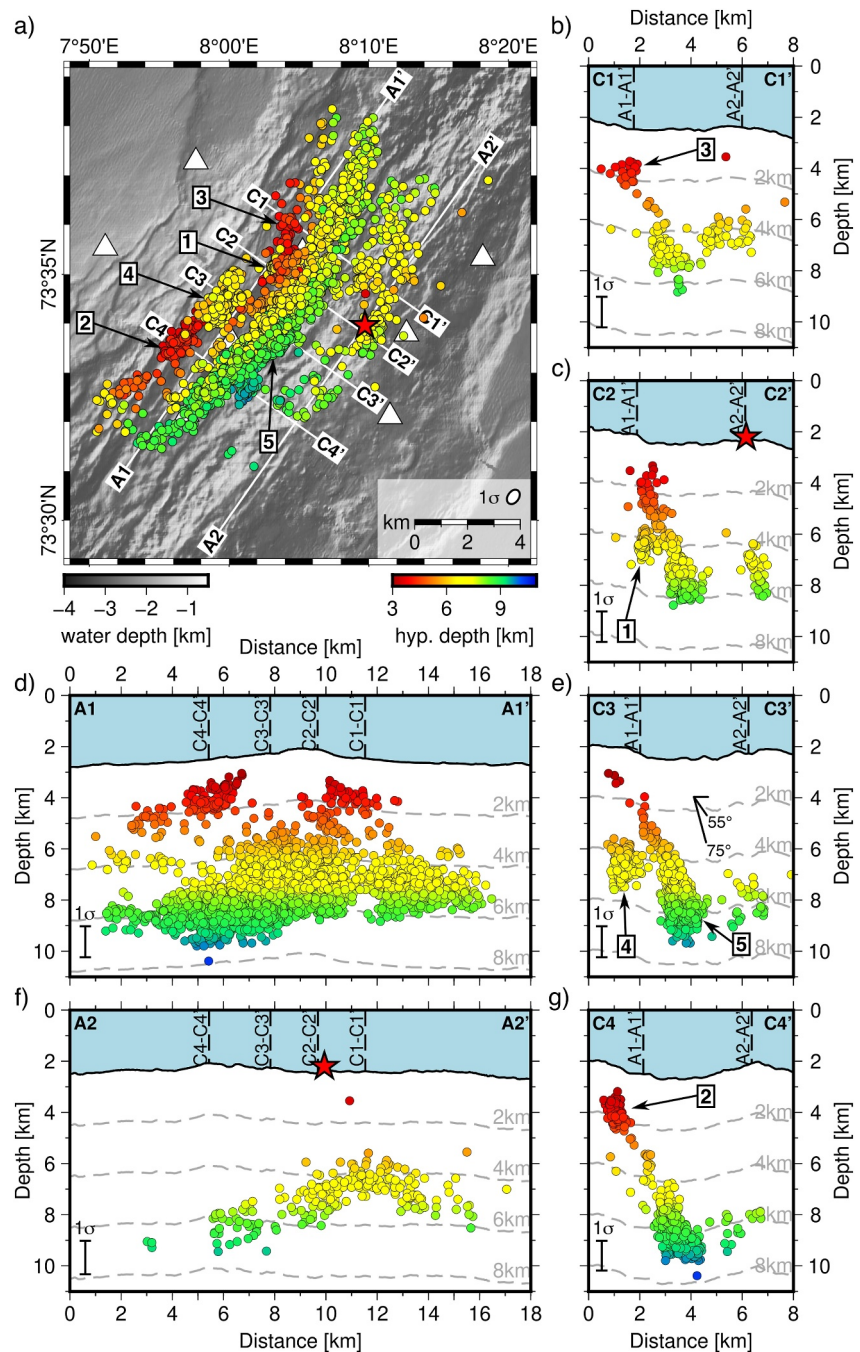 a)
7°50'E 8°00'E 8°10'E 8°20'E
73°35'N
73°30'N
A1'
A2'
C1
C2
C3
C4
3
1
4
2
C1'
C2'
C3'
C4'
5
A1
A2
1σ
km
0 2 4
−4 −3 −2 −1
water depth [km]
3 6 9
hyp. depth [km]
b)
Distance [km]
0 2 4 6 8
C1 C1'
A1-A1'
A2-A2'
3
2km
4km
6km
8km
1σ
0
2
4
6
8
10
Depth [km]
c)
C2 C2'
A1-A1'
A2-A2'
2km
4km
8km
1σ
1
0
2
4
6
8
10
Depth [km]
d)
Distance [km]
0 2 4 6 8 10 12 14 16 18
A1 A1'
C4-C4'
C3-C3'
C2-C2'
C1-C1'
2km
4km
6km
8km
1σ
0
2
4
6
8
10
Depth [km]
e)
C3 C3'
A1-A1'
A2-A2'
2km
55°
75°
4km
8km
1σ
4
5
0
2
4
6
8
10
Depth [km]
f)
A2 A2'
C4-C4'
C3-C3'
C2-C2'
C1-C1'
2km
4km
6km
8km
1σ
0
2
4
6
8
10
Depth [km]
0 2 4 6 8 10 12 14 16 18
Distance [km]
g)
C4 C4'
A1-A1'
A2-A2'
2
2km
4km
8km
1σ
0
2
4
6
8
10
Depth [km]
0 2 4 6 8
Distance [km]